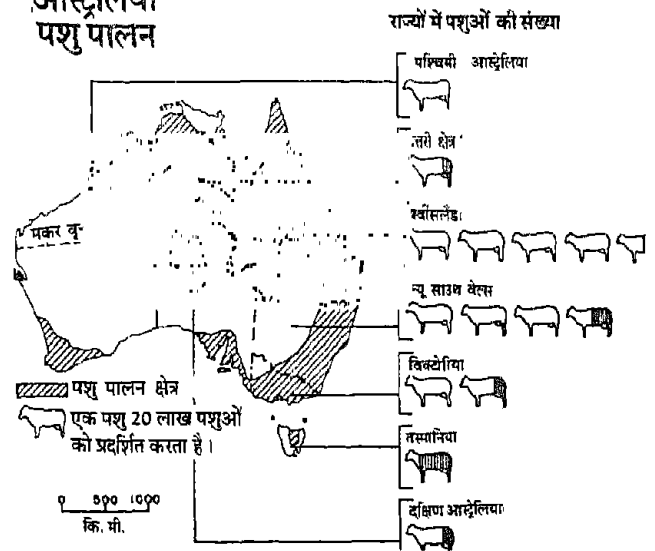 पशु पालन
राज्यों में पशुओं की संख्या
पश्चिमी आस्ट्रेलिया
क्षेत्र
न्यू साउथ वेल्स
विक्टोरिया
तस्मानिया
दक्षिण आस्ट्रेलिया
मकर
पशु पालन क्षेत्र
एक पशु 20 लाख पशुओं
को प्रदर्शित करता है।
0 500 1000
कि. मी.